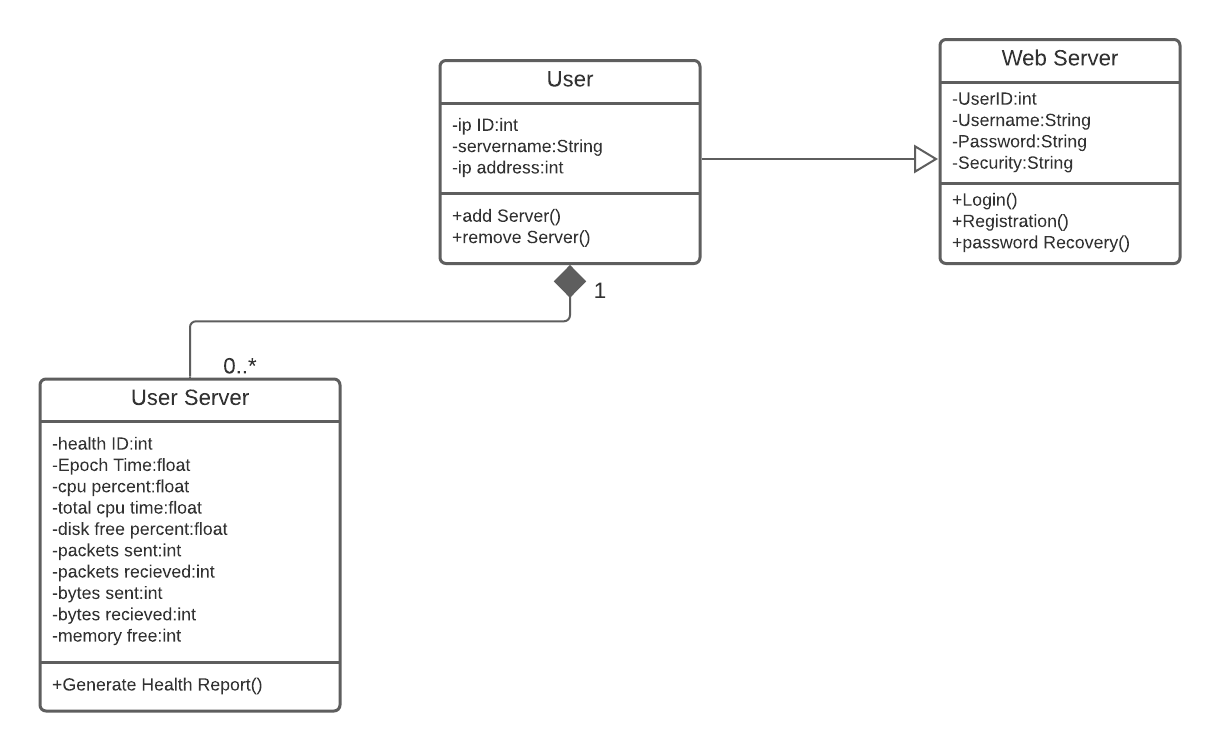 User
-ip ID:int
-servername:String
-ip address:int
+add Server()
+remove Server()
1
Web Server
-UserID:int
-Username:String
-Password:String
-Security:String
+Login()
+Registration()
+password Recovery()
0..*
User Server
-health ID:int
-Epoch Time:float
-cpu percent:float
-total cpu time:float
-disk free percent:float
-packets sent:int
-packets recieved:int
-bytes sent:int
-bytes recieved:int
-memory free:int
+Generate Health Report()